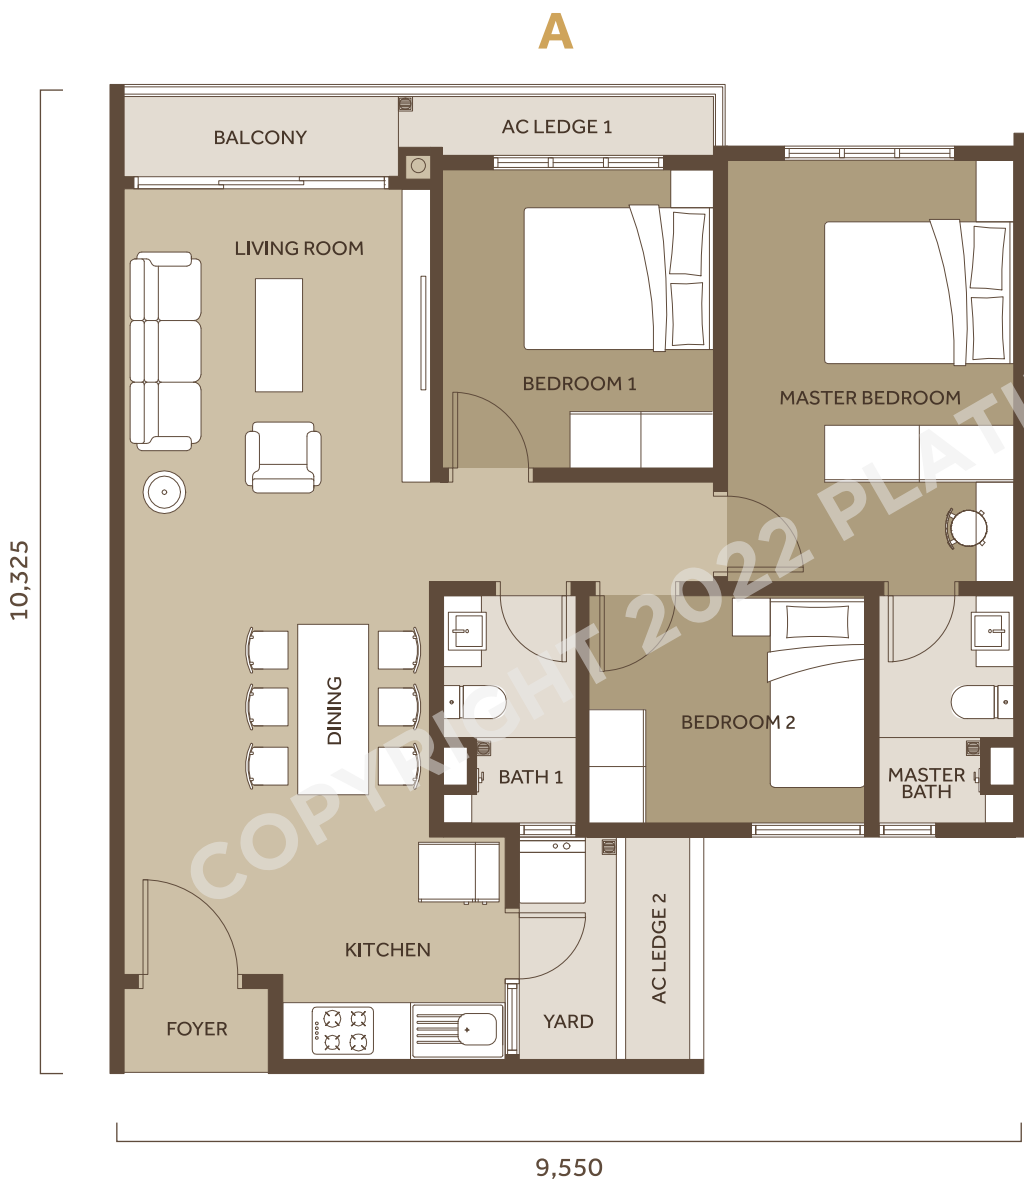 A
BALCONY
AC LEDGE 1
LIVING ROOM
BEDROOM 1
MASTER BEDROOM
10,325
DINING
BEDROOM 2
BATH 1
MASTER
BATH
KITCHEN
AC LEDGE 2
FOYER
YARD
9,550
COPYRIGHT 2022